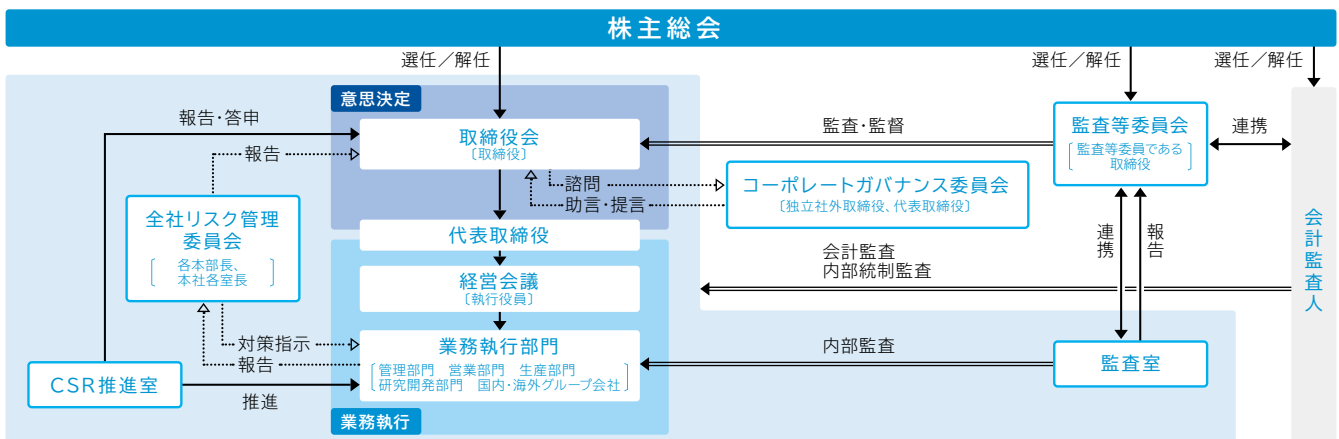 株主総会
選任／解任
選任／解任
選任／解任
意思決定
取締役会
〔取締役〕
報告・答申
報告
監査・監督
監査等委員会
監査等委員である
取締役
連携
諮問
助言・提言
コーポレートガバナンス委員会
〔独立社外取締役、代表取締役〕
全社リスク管理
委員会
各本部長、
本社各室長
代表取締役
経営会議
〔執行役員〕
会計監査
内部統制監査
連携
報告
会計監査人
対策指示
報告
業務執行部門
管理部門　営業部門　生産部門
研究開発部門　国内・海外グループ会社
内部監査
監査室
CSR推進室
推進
業務執行